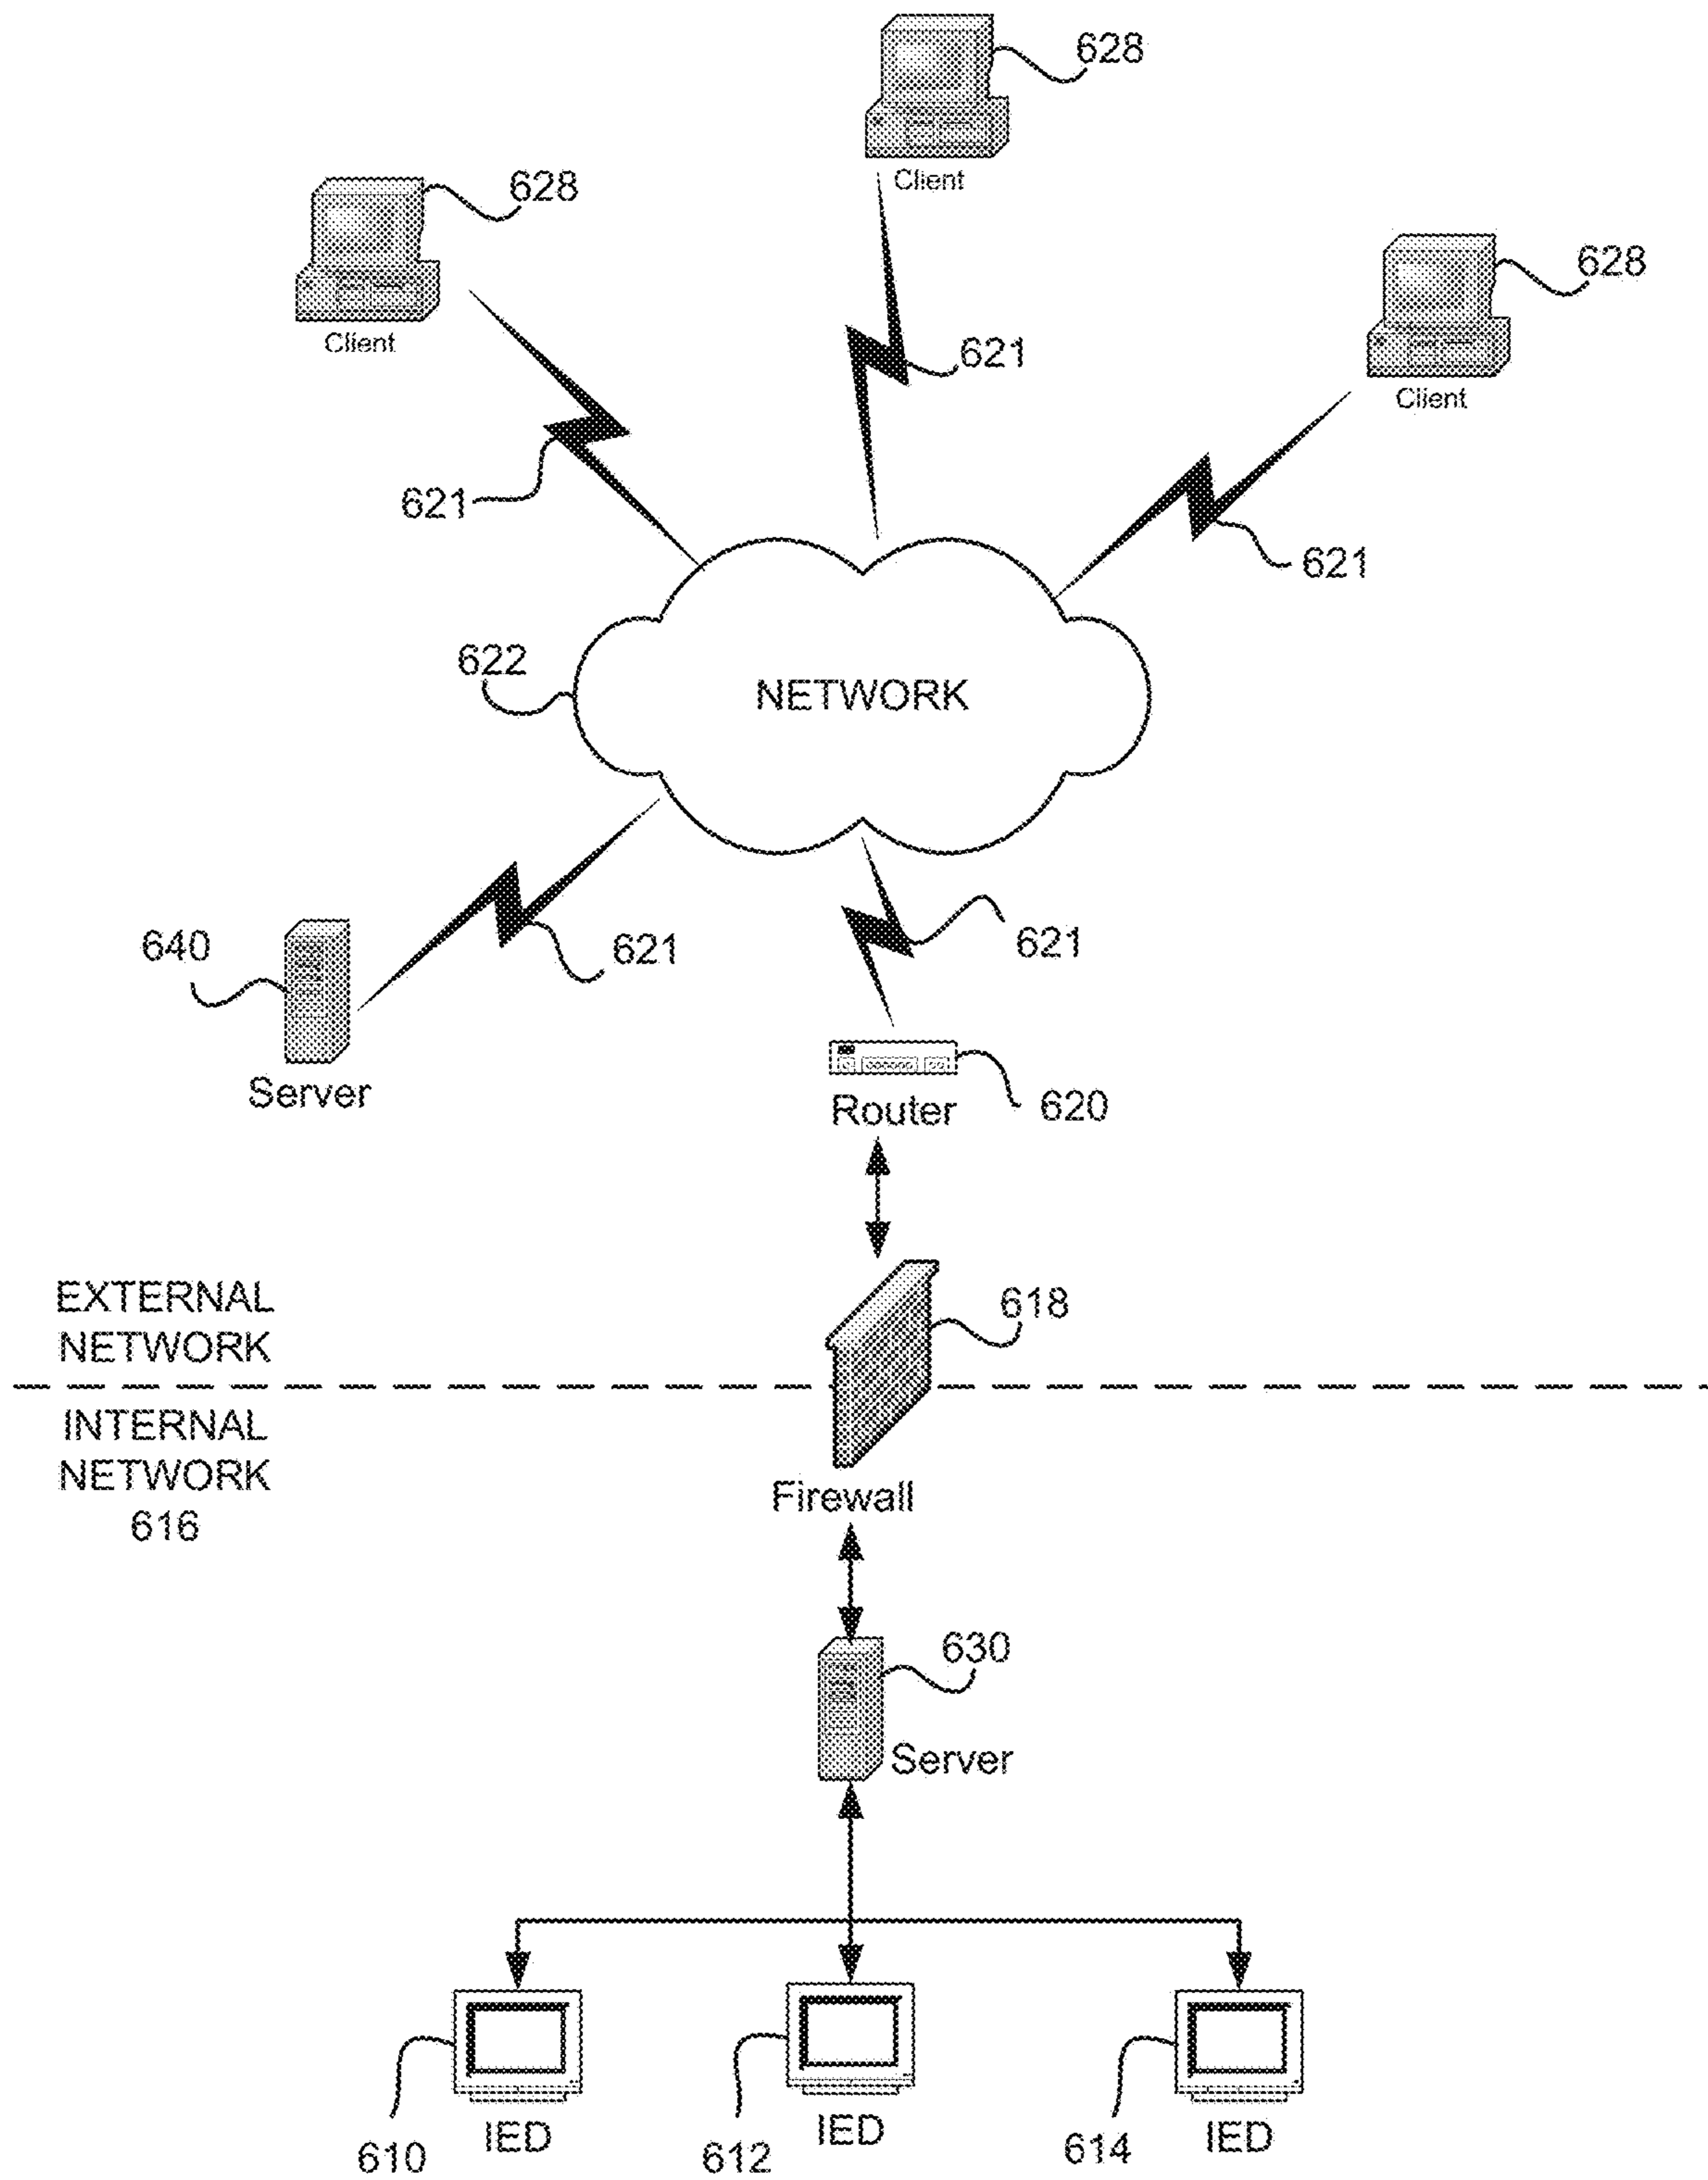 628
Client
628
Client
628
Client
621
621
621
622
NETWORK
640
621
621
Server
Router
620
EXTERNAL
NETWORK
618
INTERNAL
NETWORK
616
Firewall
630
Server
610
IED
612
IED
614
IED